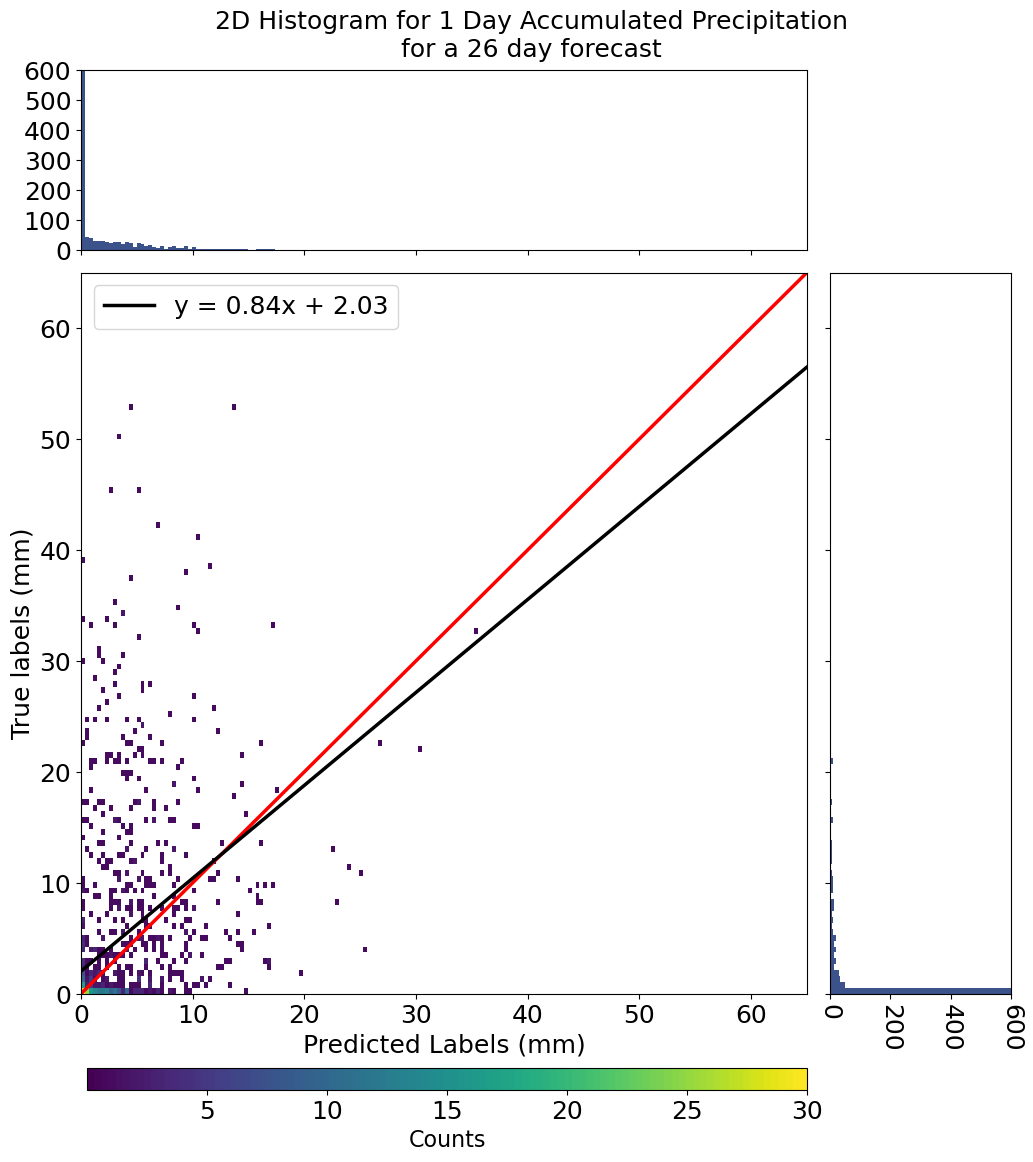 2D Histogram for 1 Day Accumulated Precipitation
for a 26 day forecast
600
500
400
300
200
100
0
y = 0.84x + 2.03
True labels (mm)
60
50
40
30
20
10
0
0 10 20 30 40 50 60
Predicted Labels (mm)
0 200 400 600
5 10 15 20 25 30
Counts